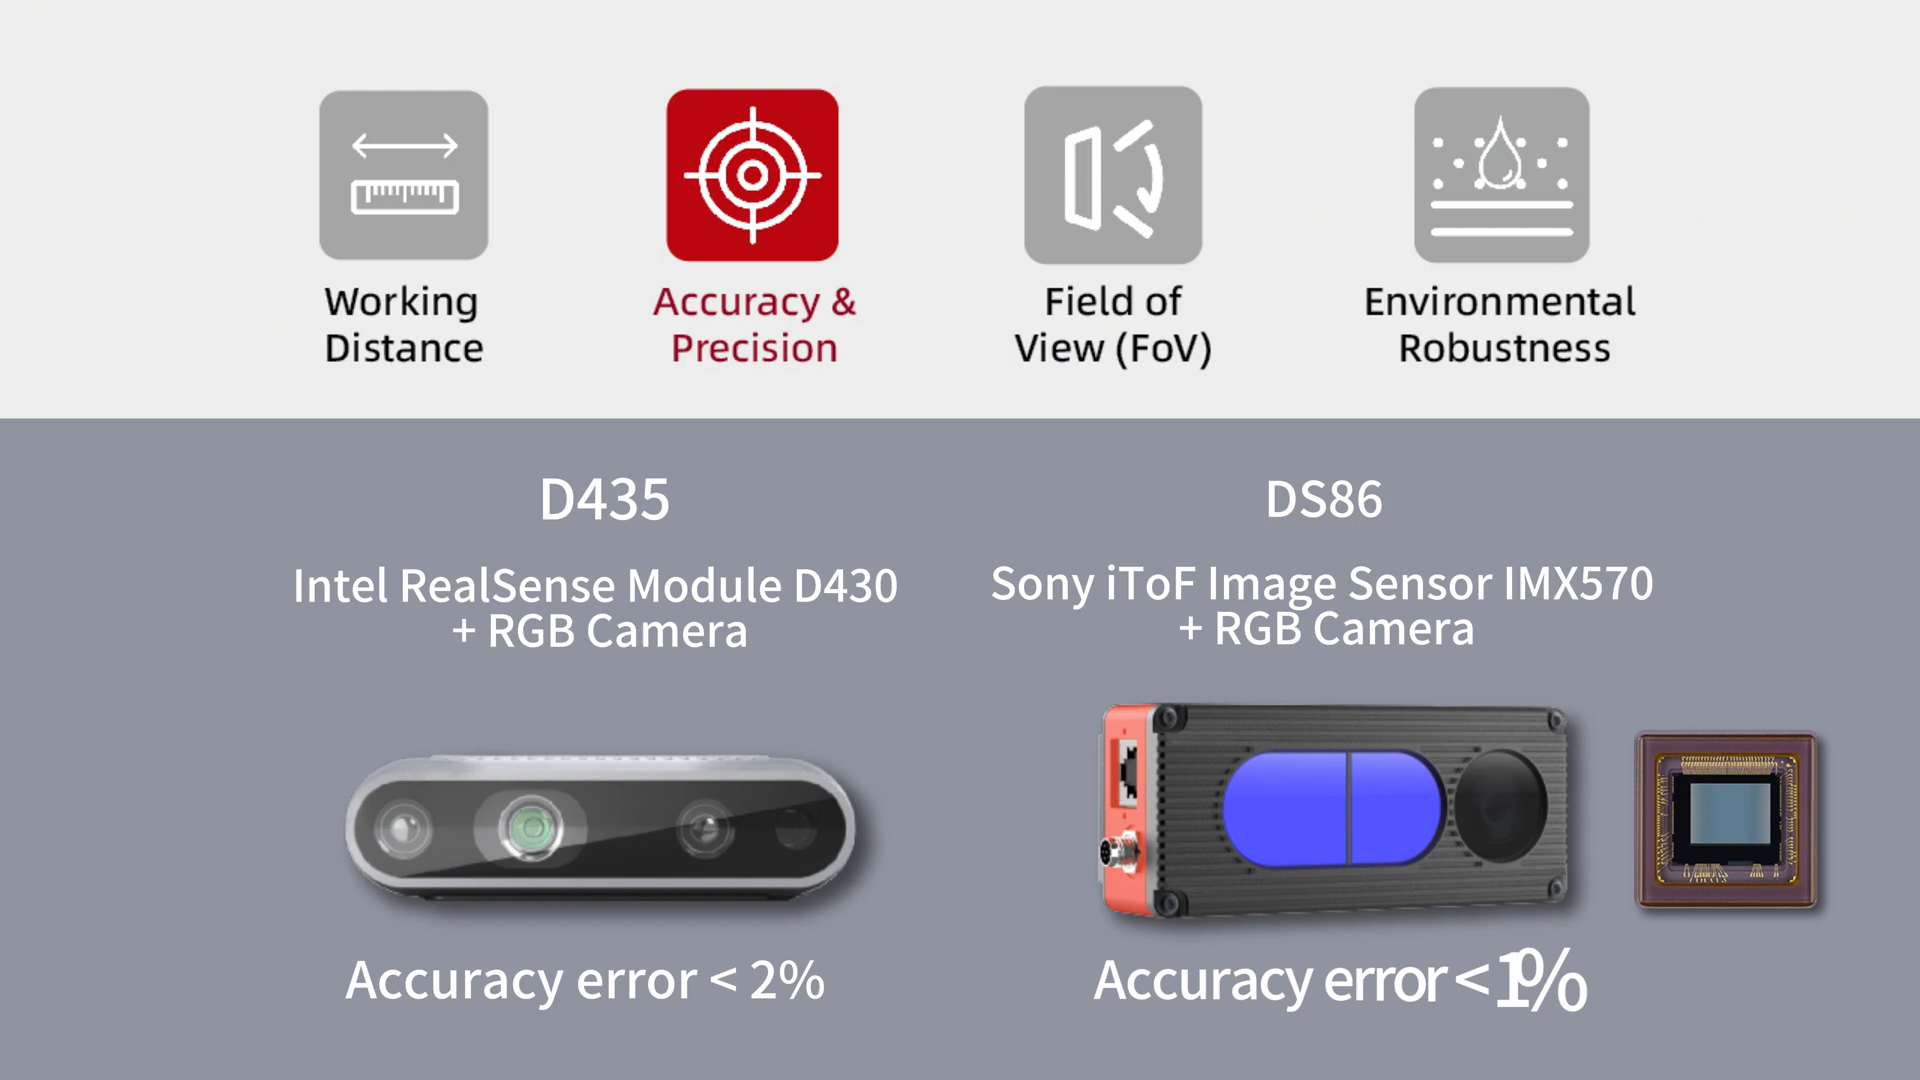 Working
Distance
Accuracy &
Precision
Field of
View (FoV)
Environmental
Robustness
D435
Intel RealSense Module D430
+ RGB Camera
Accuracy error < 2%
DS86
Sony iToF Image Sensor IMX570
+ RGB Camera
Accuracy error < 1%